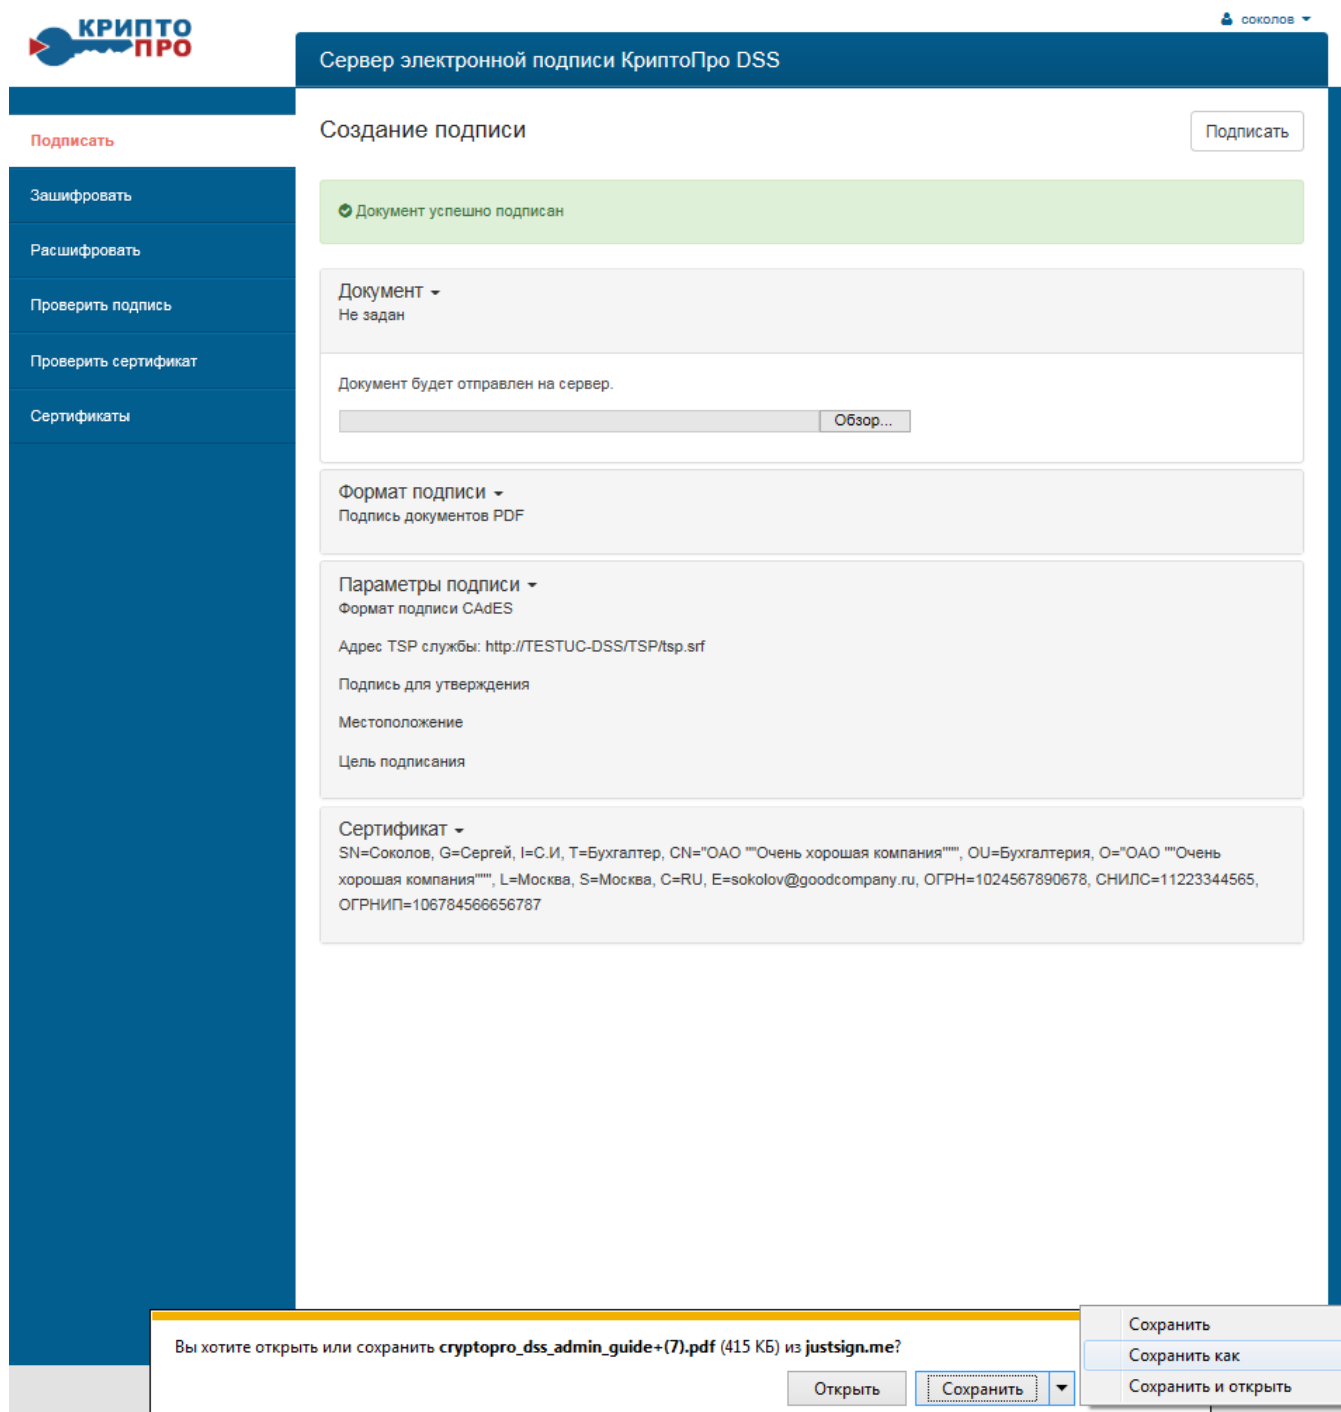 КРИПТО
ПРО
соколов
Сервер электронной подписи КриптоПро DSS
Подписать
Зашифровать
Расшифровать
Проверить подпись
Проверить сертификат
Сертификаты
Создание подписи
Подписать
Документ успешно подписан
Документ
Не задан
Документ будет отправлен на сервер.
Обзор...
Формат подписи
Подпись документов PDF
Параметры подписи
Формат подписи CAdES
Адрес TSP службы: http://TESTUC-DSS/TSP/tsp.srf
Подпись для утверждения
Местоположение
Цель подписания
Сертификат
SN=Соколов, G=Сергей, I=С.И, T=Бухгалтер, CN="ОАО ""Очень хорошая компания""", OU=Бухгалтерия, O="ОАО ""Очень
хорошая компания""", L=Москва, S=Москва, C=RU, E=sokolov@goodcompany.ru, ОГРН=1024567890678, СНИЛС=11223344565,
ОГРНИП=106784566656787
Вы хотите открыть или сохранить cryptopro_dss_admin_guide+(7).pdf (415 КБ) из justsign.me?
Открыть
Сохранить
Сохранить
Сохранить как
Сохранить и открыть